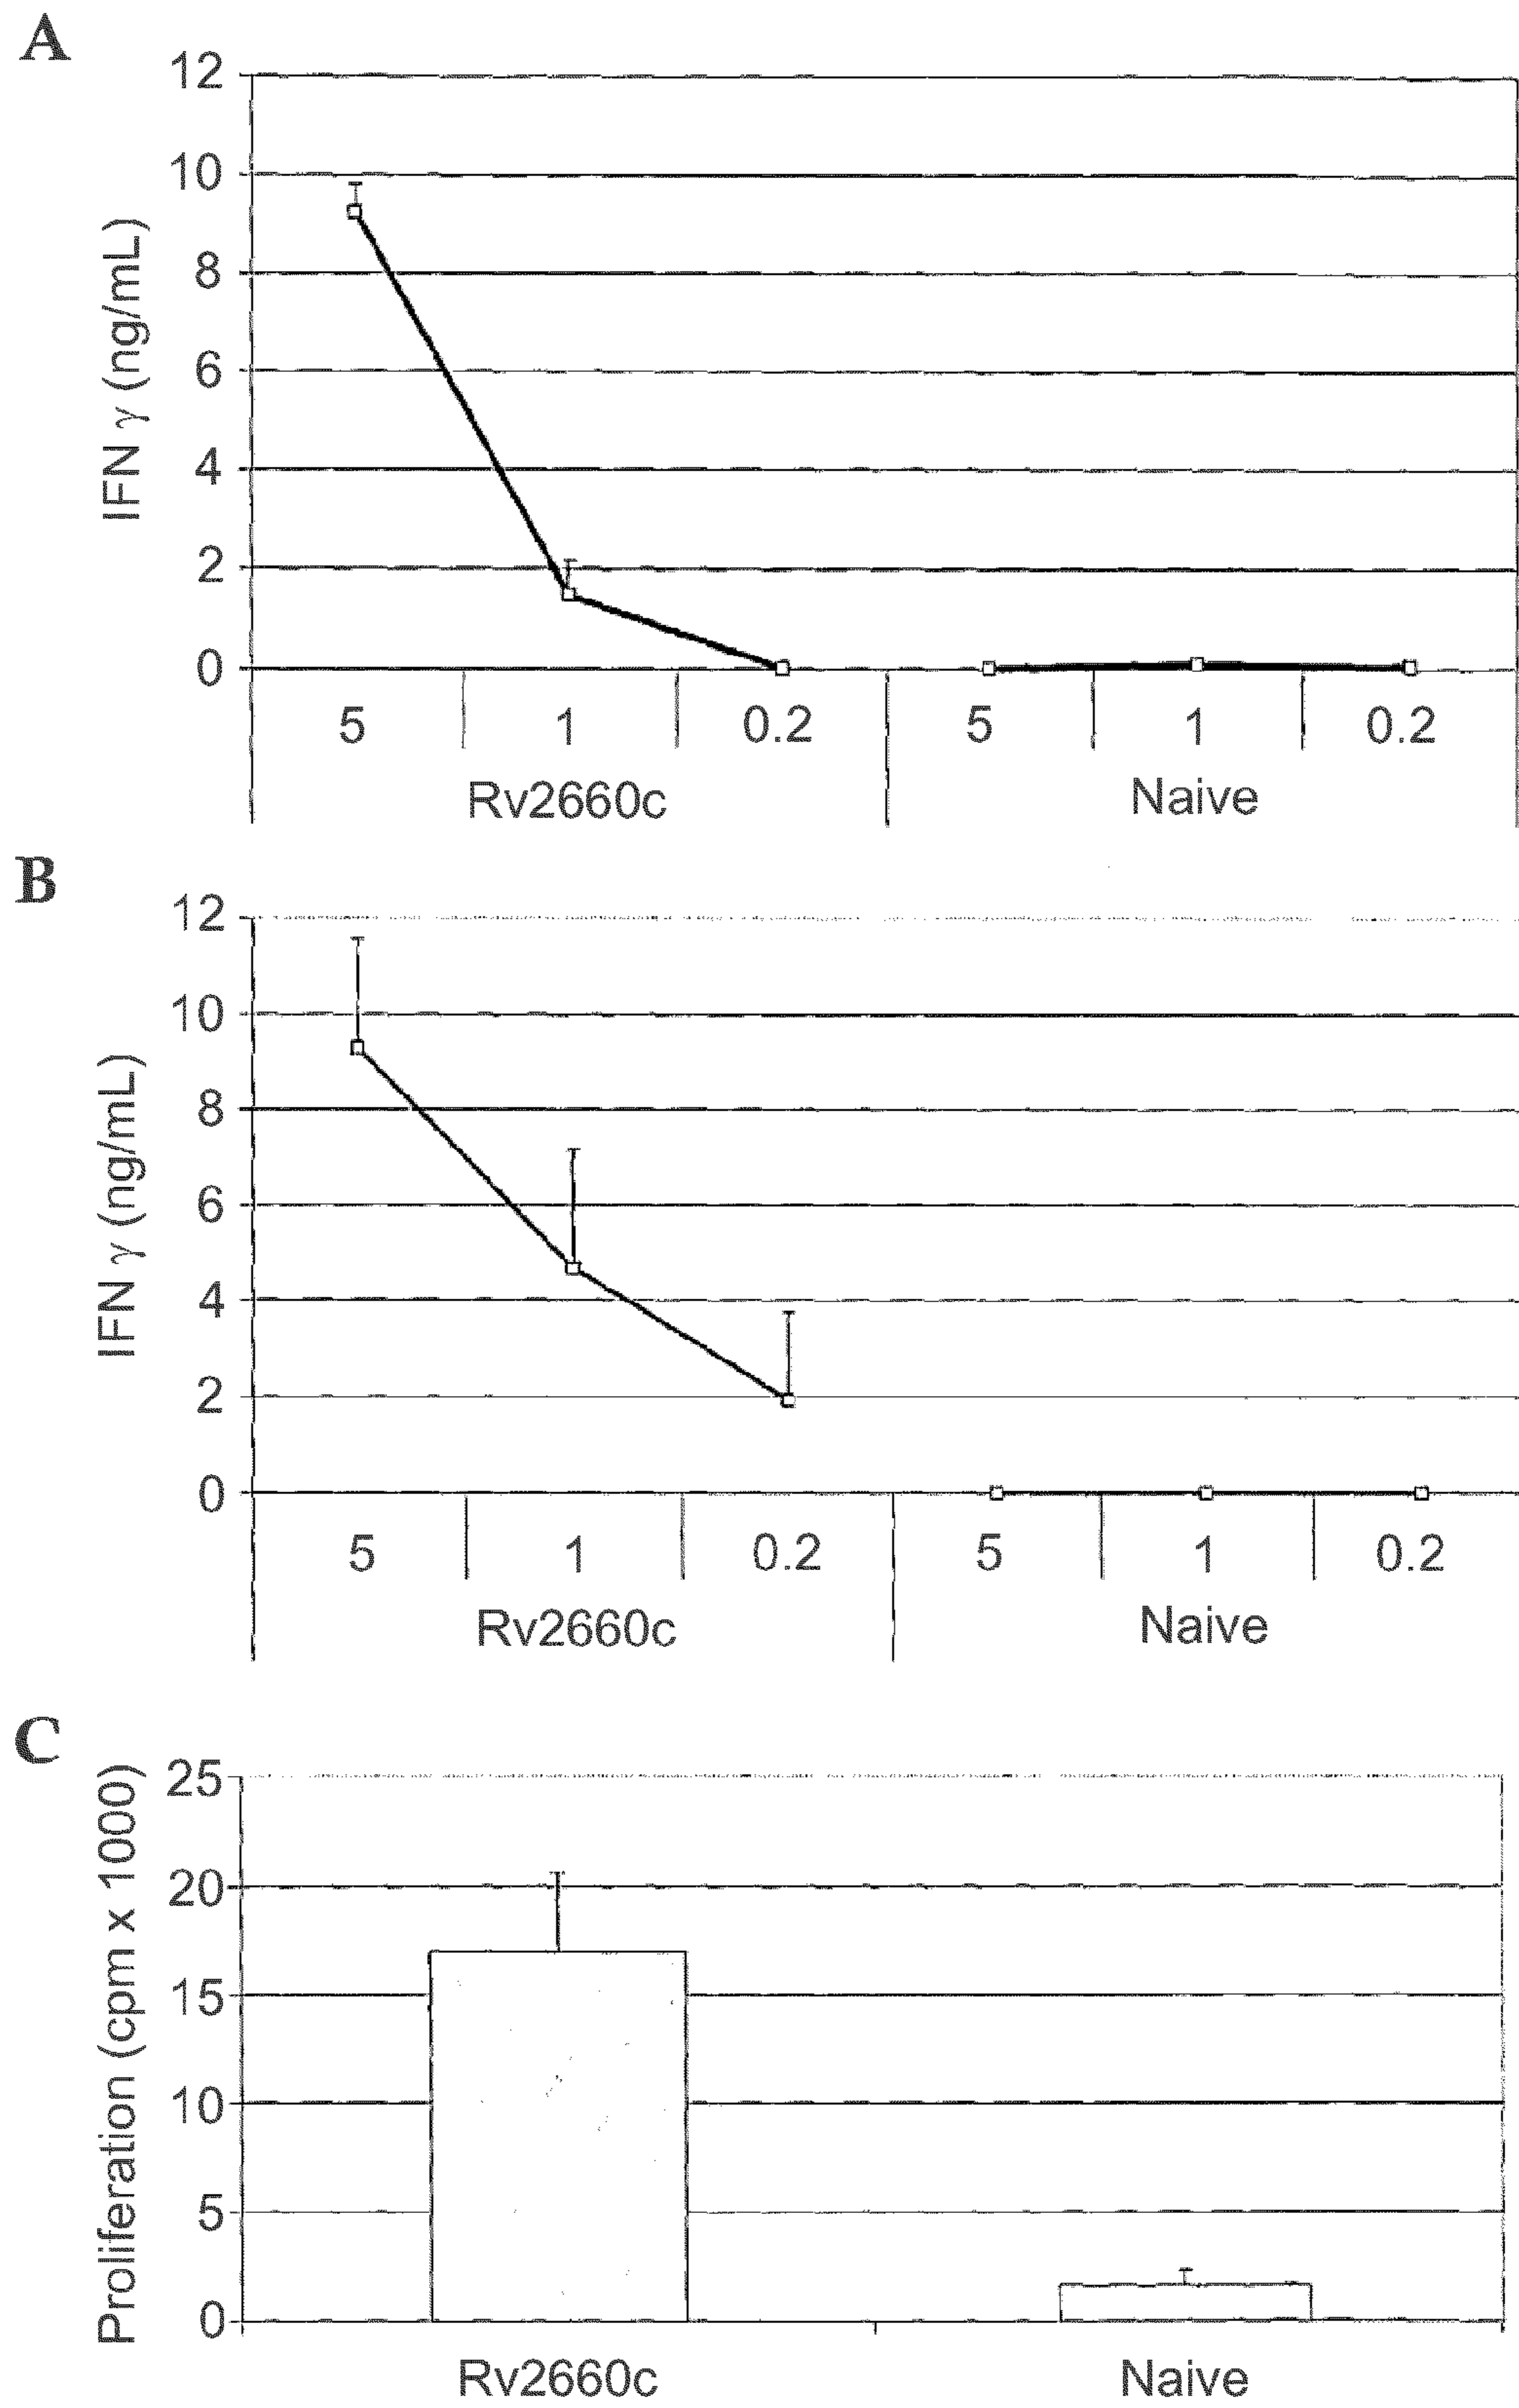 A
12
10
8
6
4
2
0
IFN γ (ng/mL)
5 1 0.2 5 1 0.2
Rv2660c Naive
B
12
10
8
6
4
2
0
IFN γ (ng/mL)
5 1 0.2 5 1 0.2
Rv2660c Naive
C
25
20
15
10
5
0
Proliferation (cpm x 1000)
Rv2660c Naive